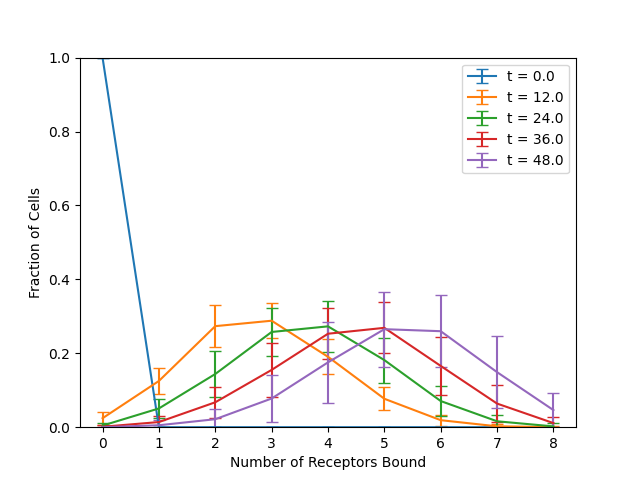 1.0
0.8
0.6
0.4
0.2
0.0
Fraction of Cells
t = 0.0
t = 12.0
t = 24.0
t = 36.0
t = 48.0
0 1 2 3 4 5 6 7 8
Number of Receptors Bound